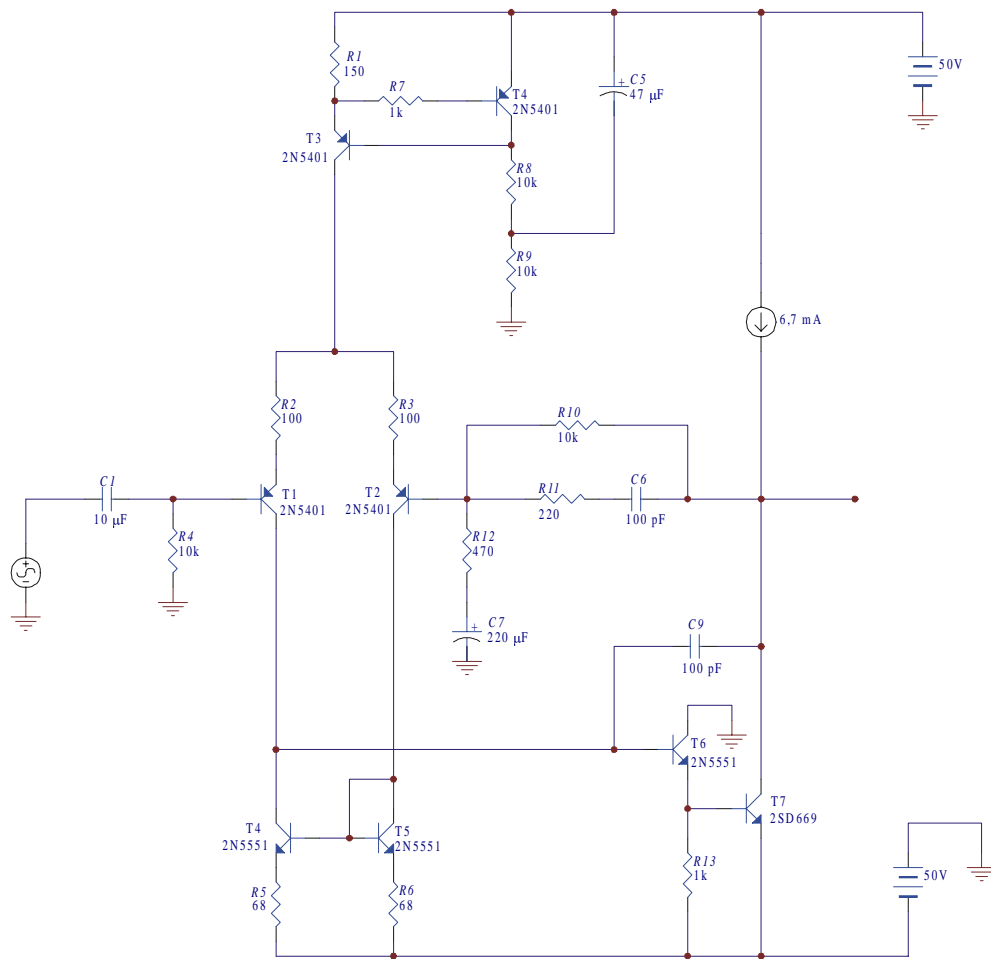 R1
150
R7
1k
T4
2N5401
C5
+
47 µF
50V
T3
2N5401
R8
10k
R9
10k
6,7 mA
R2
100
R3
100
R10
10k
C1
10 µF
T1
2N5401
T2
2N5401
R11
220
C6
100 pF
R4
10k
R12
470
+
C7
220 µF
C9
100 pF
T6
2N5551
T4
2N5551
T5
2N5551
T7
2SD669
R5
68
R6
68
R13
1k
50V